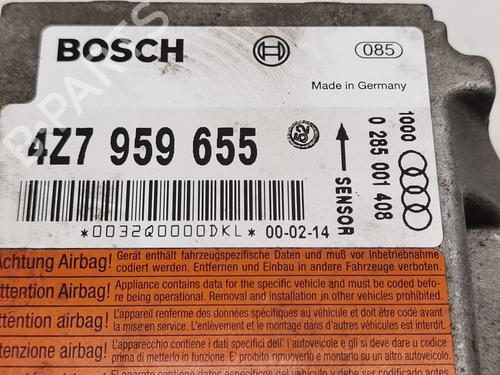 BOSCH
085
Made in Germany
4Z7 959 655
SENSOR
0 285 001 408
1000
*0032Q0000DKL* 00-02-14
Achtung Airbag! Gerät enthält fahrzeugspezifische Daten und muß vor Inbetriebnahme
codiert werden. Entfernen und Einbau in andere Fahrzeuge verboten.
Attention Airbag! Appliance contains data for the specific vehicle and must be coded before
being operated. Removal and installation in other vehicles prohibited.
Attention airbag! L'appareil renferme des données spécifiques au véhicule et doit être codé avant
la mise en service. L'enlèvement et le montage dans d'autres véhicules est interdit.
Attenzione airbag! L'apparecchio contiene i dati specifici dell' autoveicolo e gli si deve dare u codice
prima di metterlo in funzione. E' proibito rimuoverlo e smontarlo su altro autoveicolo.